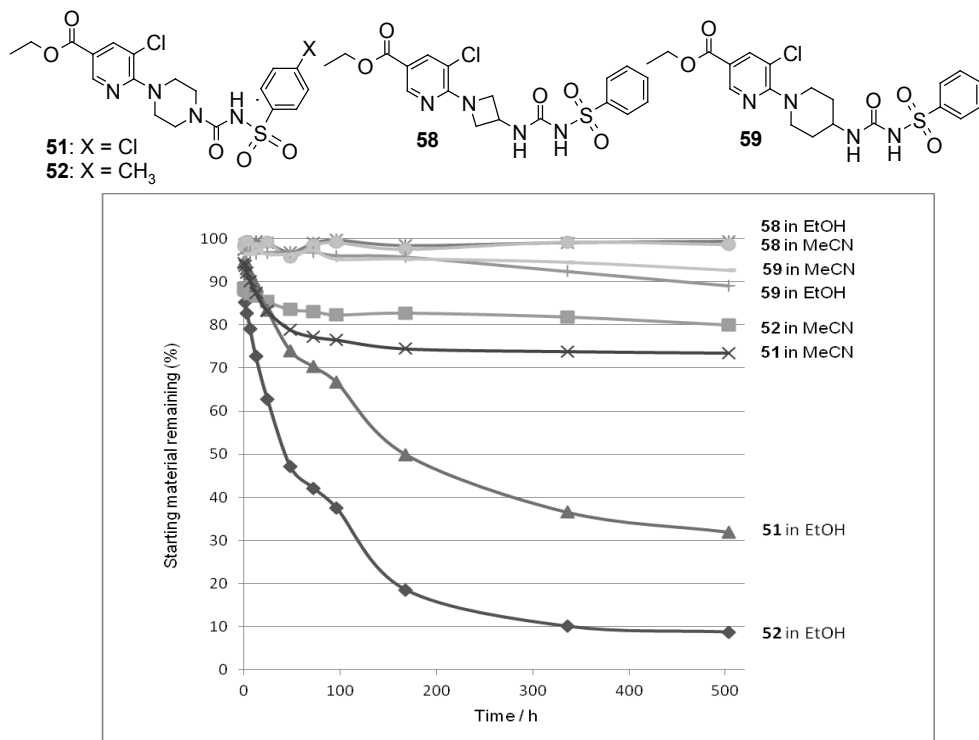 O
O
Cl
N
N
N
O
NH
S
O
O
X
51: X = Cl
52: X = CH3
O
O
Cl
N
N
N
H
O
N
H
S
O
O
58
O
O
Cl
N
N
N
H
O
N
H
S
O
O
59
Starting material remaining (%)
100
90
80
70
60
50
40
30
20
10
0
0 100 200 300 400 500
Time / h
58 in EtOH
58 in MeCN
59 in MeCN
59 in EtOH
52 in MeCN
51 in MeCN
51 in EtOH
52 in EtOH